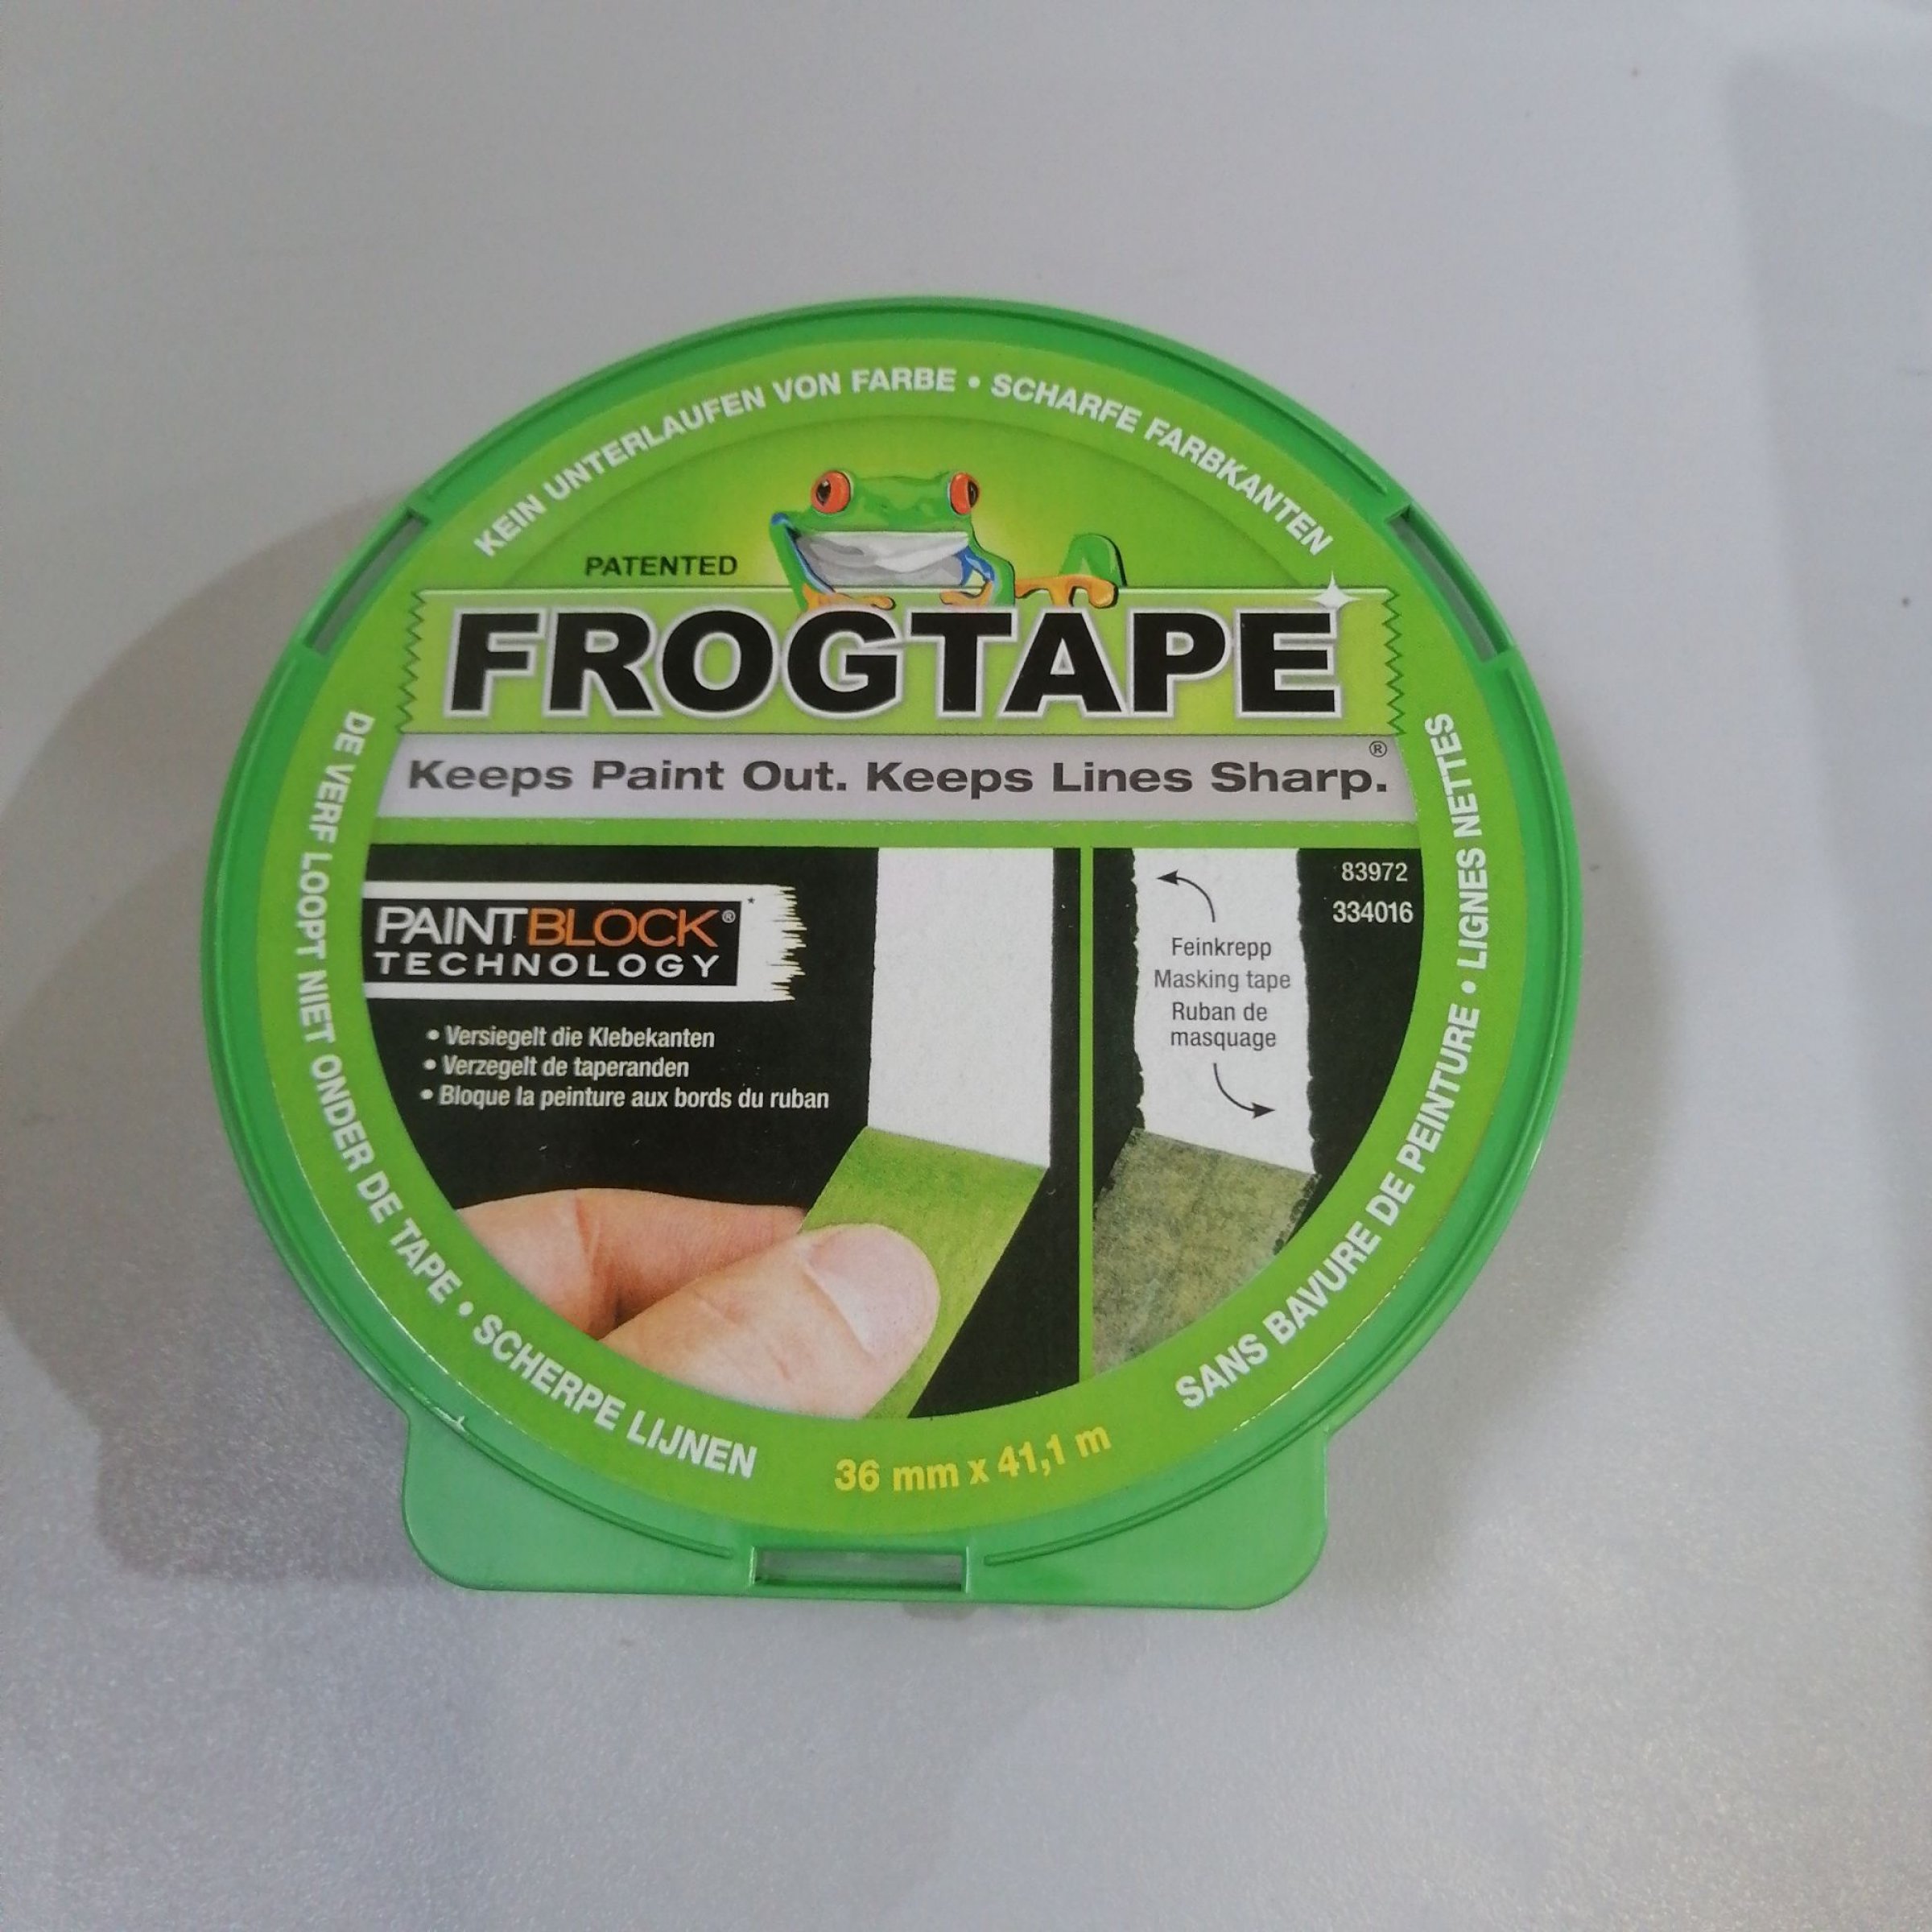 KEIN UNTERLAUFEN VON FARBE • SCHARFE FARBKANTEN
PATENTED
FROGTAPE
®
Keeps Paint Out. Keeps Lines Sharp.
PAINTBLOCK®*
TECHNOLOGY
• Versiegelt die Klebekanten
• Verzegelt de taperanden
• Bloque la peinture aux bords du ruban
83972
334016
Feinkrepp
Masking tape
Ruban de
masquage
DE VERF LOOPT NIET ONDER DE TAPE • SCHERPE LIJNEN
36 mm x 41,1 m
SANS BAVURE DE PEINTURE • LIGNES NETTES